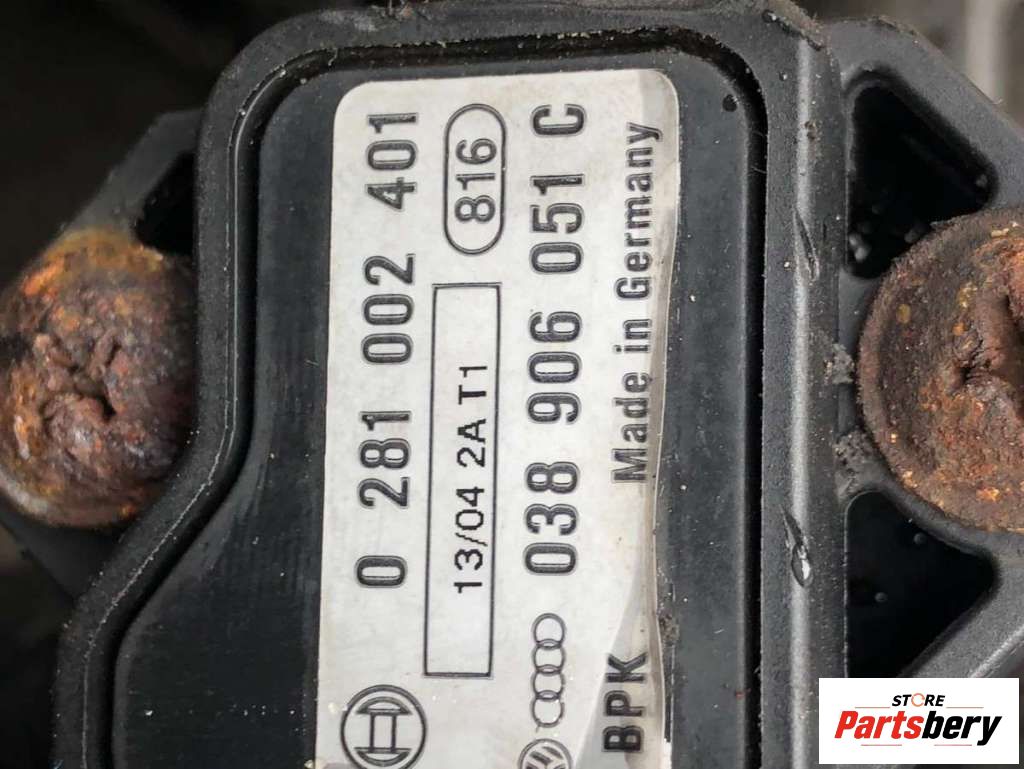 0 281 002 401
13/04 2A T1 816
038 906 051 C
BPK Made in Germany
STORE
Partsbery